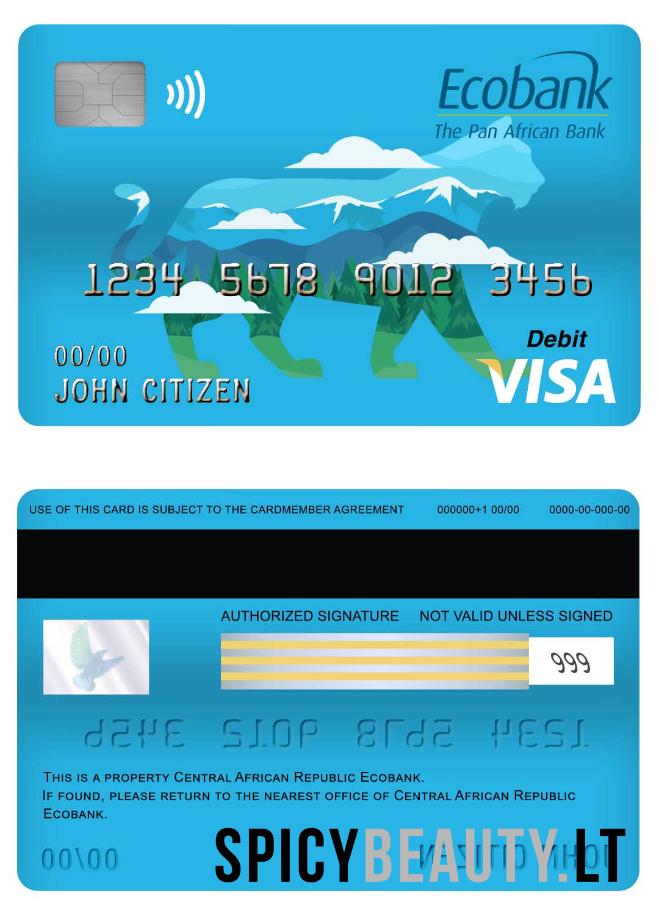 Ecobank
The Pan African Bank
1234 5678 9012 3456
Debit
00/00
VISA
JOHN CITIZEN
USE OF THIS CARD IS SUBJECT TO THE CARDMEMBER AGREEMENT 000000+1 00/00 0000-00-000-00
AUTHORIZED SIGNATURE NOT VALID UNLESS SIGNED
999
1234 5678 9012 3456
THIS IS A PROPERTY CENTRAL AFRICAN REPUBLIC ECOBANK.
IF FOUND, PLEASE RETURN TO THE NEAREST OFFICE OF CENTRAL AFRICAN REPUBLIC
ECOBANK.
00/00 JOHN CITIZEN
SPICYBEAUTY.LT